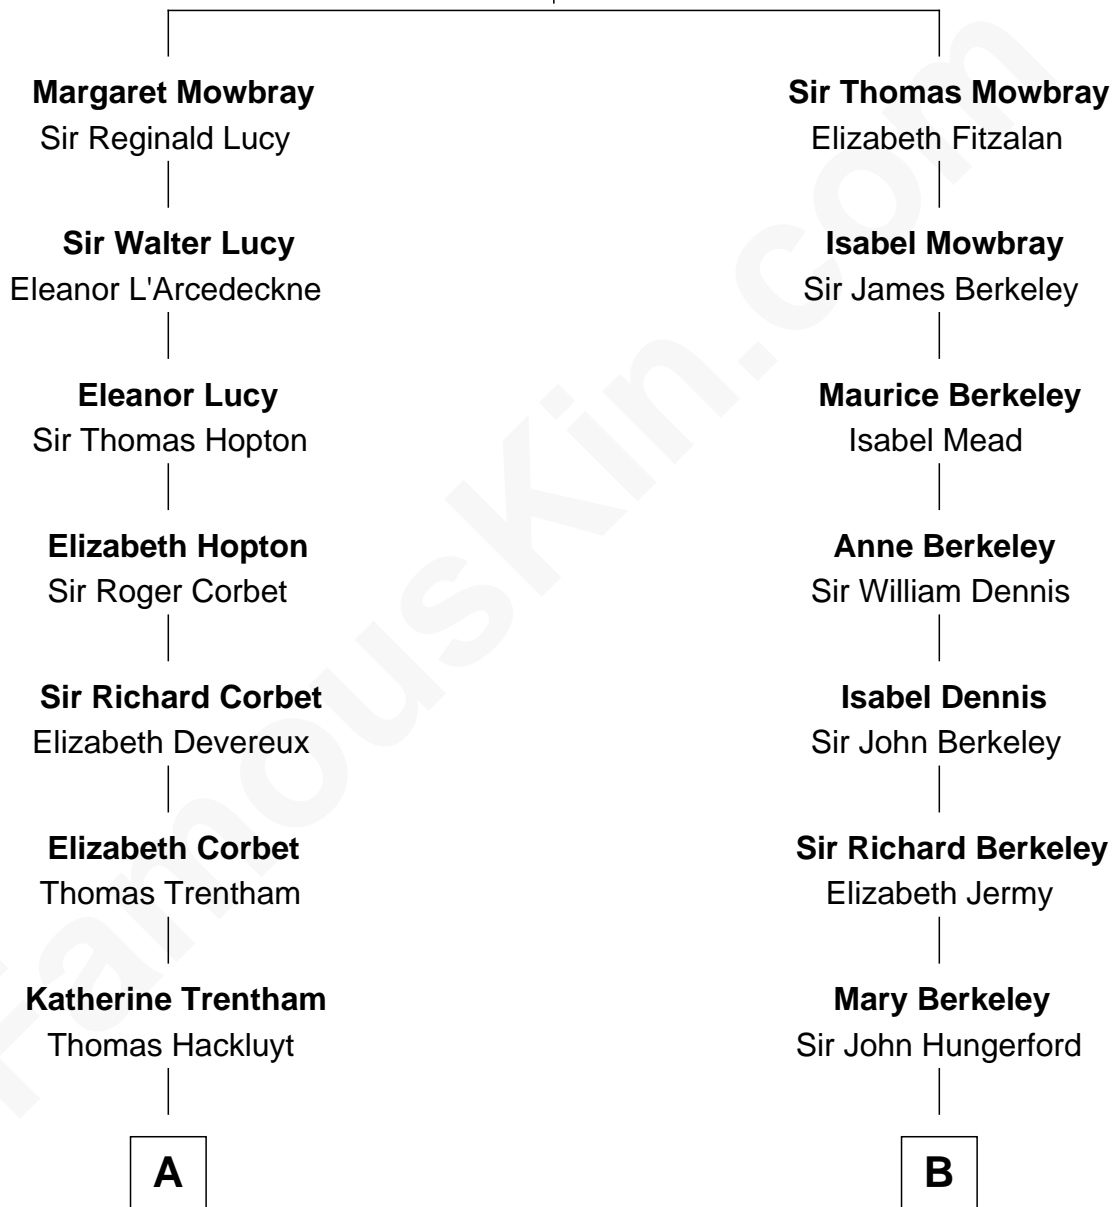 Margaret Mowbray
Sir Reginald Lucy
Sir Walter Lucy
Eleanor L'Arcedeckne
Eleanor Lucy
Sir Thomas Hopton
Elizabeth Hopton
Sir Roger Corbet
Sir Richard Corbet
Elizabeth Devereux
Elizabeth Corbet
Thomas Trentham
Katherine Trentham
Thomas Hackluyt
A
Sir Thomas Mowbray
Elizabeth Fitzalan
Isabel Mowbray
Sir James Berkeley
Maurice Berkeley
Isabel Mead
Anne Berkeley
Sir William Dennis
Isabel Dennis
Sir John Berkeley
Sir Richard Berkeley
Elizabeth Jermy
Mary Berkeley
Sir John Hungerford
B
FamousKin.com